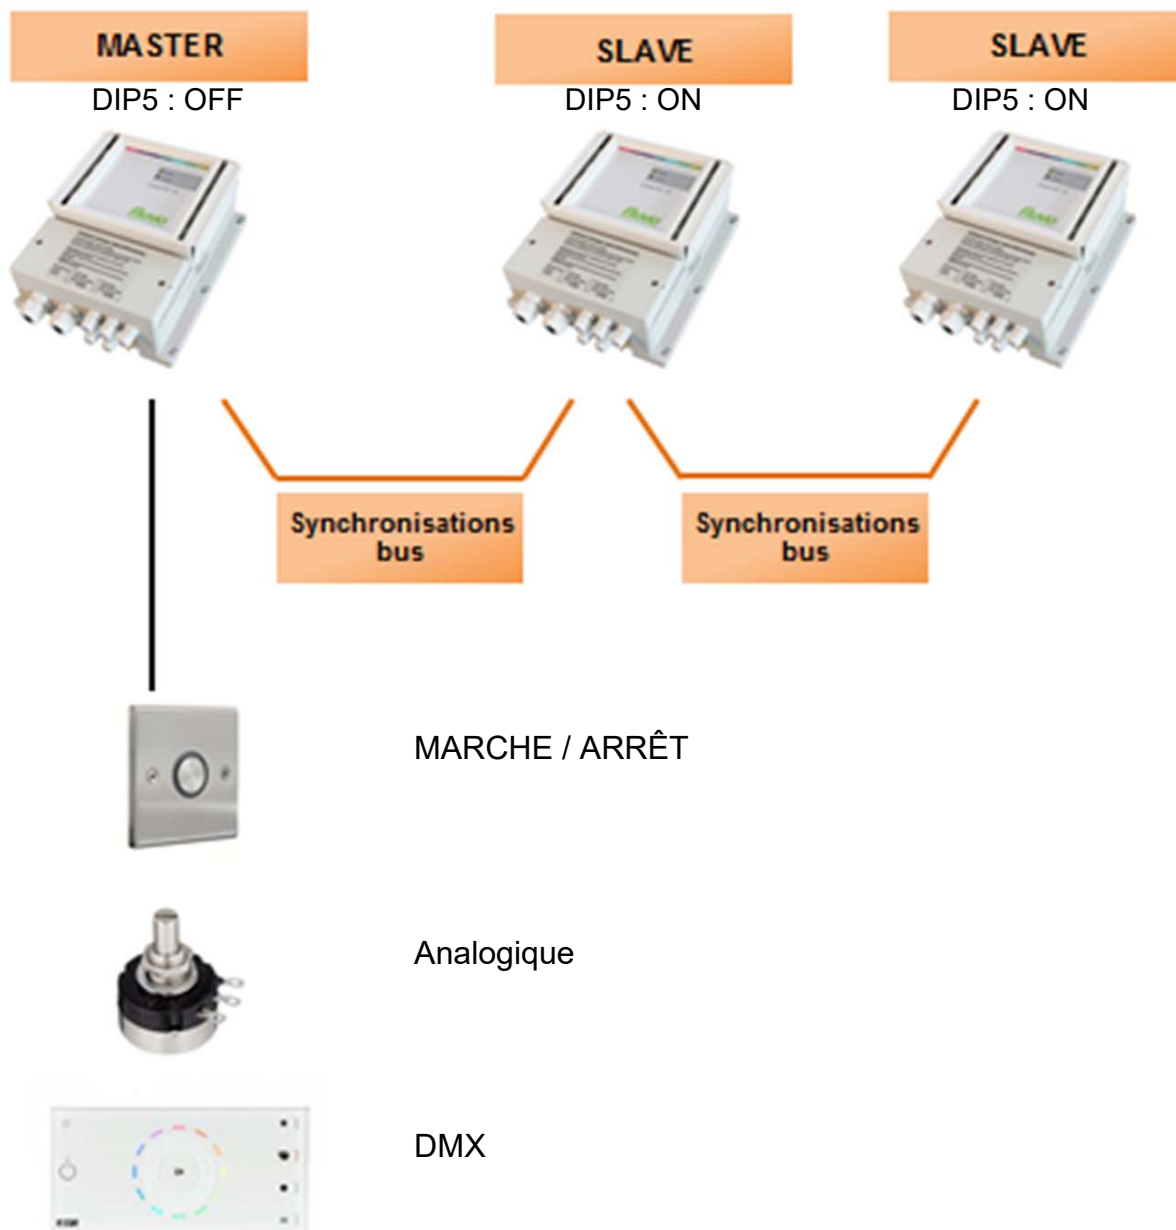 MASTER
SLAVE
SLAVE
DIP5 : OFF
DIP5 : ON
DIP5 : ON
Synchronisations
bus
Synchronisations
bus
MARCHE / ARRÊT
Analogique
DMX